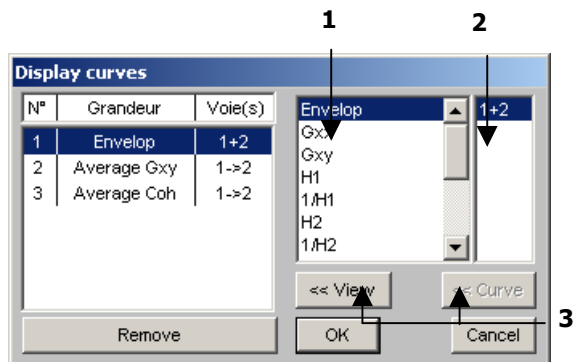 1
2
Display curves
N° Grandeur Voie(s)
1 Envelop 1+2
2 Average Gxy 1->2
3 Average Coh 1->2
Envelop
Gxx
Gxy
H1
1/H1
H2
1/H2
1+2
<< View
<< Curve
3
Remove
OK
Cancel